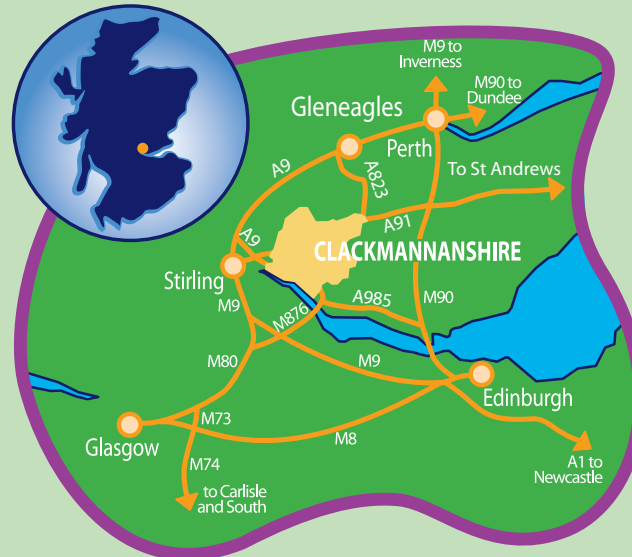 M9 to
Inverness
M90 to
Dundee
Gleneagles
Perth
A9
A823
To St Andrews
A91
A9
CLACKMANNANSHIRE
Stirling
M9
M876
A985
M90
M80
M9
Edinburgh
M73
Glasgow
M8
M74
A1 to
Newcastle
to Carlisle
and South